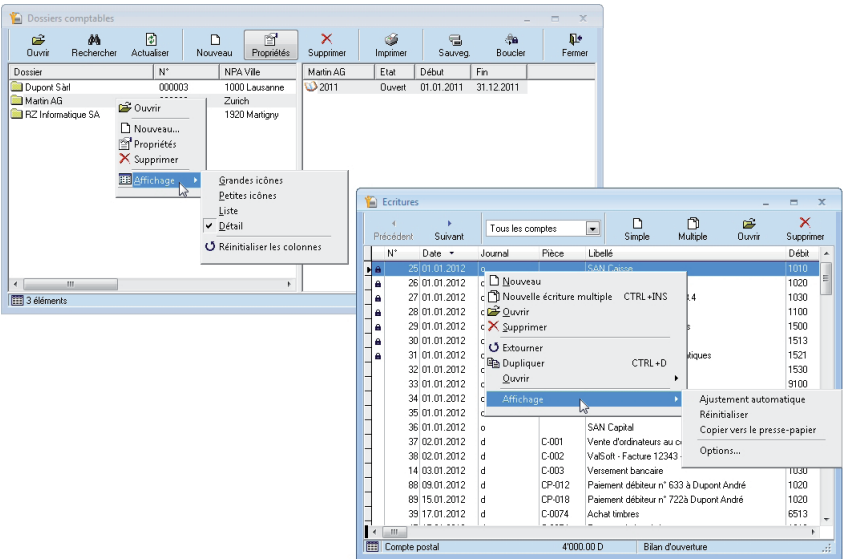 Dossiers comptables
Ouvrir Rechercher Actualiser Nouveau Propriétés Supprimer Imprimer Sauveg. Boucler Fermer
Dossier N° NPA Ville Martin AG Etat Début Fin
Dupont Sàrl 000003 1000 Lausanne 2011 Ouvert 01.01.2011 31.12.2011
Martin AG Zurich
RZ Informatique SA 1920 Martigny
Ouvrir
Nouveau...
Propriétés
Supprimer
Affichage
Grandes icônes
Petites icônes
Liste
Détail
Réinitialiser les colonnes
3 éléments
Ecritures
Précédent Suivant Tous les comptes Simple Multiple Ouvrir Supprimer
N° Date Journal Pièce Libellé Débit
25 01.01.2012 o SAN Caisse 1010
26 01.01.2012 1020
27 01.01.2012 1030
28 01.01.2012 1100
29 01.01.2012 1500
30 01.01.2012 1513
31 01.01.2012 1521
32 01.01.2012 1530
33 01.01.2012 9100
34 01.01.2012
35 01.01.2012
36 01.01.2012 o SAN Capital
37 02.01.2012 d C-001 Vente d'ordinateurs au
38 02.01.2012 d C-002 ValSoft - Facture 12343 -
14 03.01.2012 d C-003 Versement bancaire 1030
88 09.01.2012 d CP-012 Paiement débiteur n° 633 à Dupont André 1020
89 15.01.2012 d CP-018 Paiement débiteur n° 722à Dupont André 1020
39 17.01.2012 d C-0074 Achat timbres 6513
Nouveau
Nouvelle écriture multiple CTRL+INS
Ouvrir
Supprimer
Extourner
Dupliquer CTRL+D
Ouvrir
Affichage
Ajustement automatique
Réinitialiser
Copier vers le presse-papier
Options...
Compte postal 4'000.00 D Bilan d'ouverture